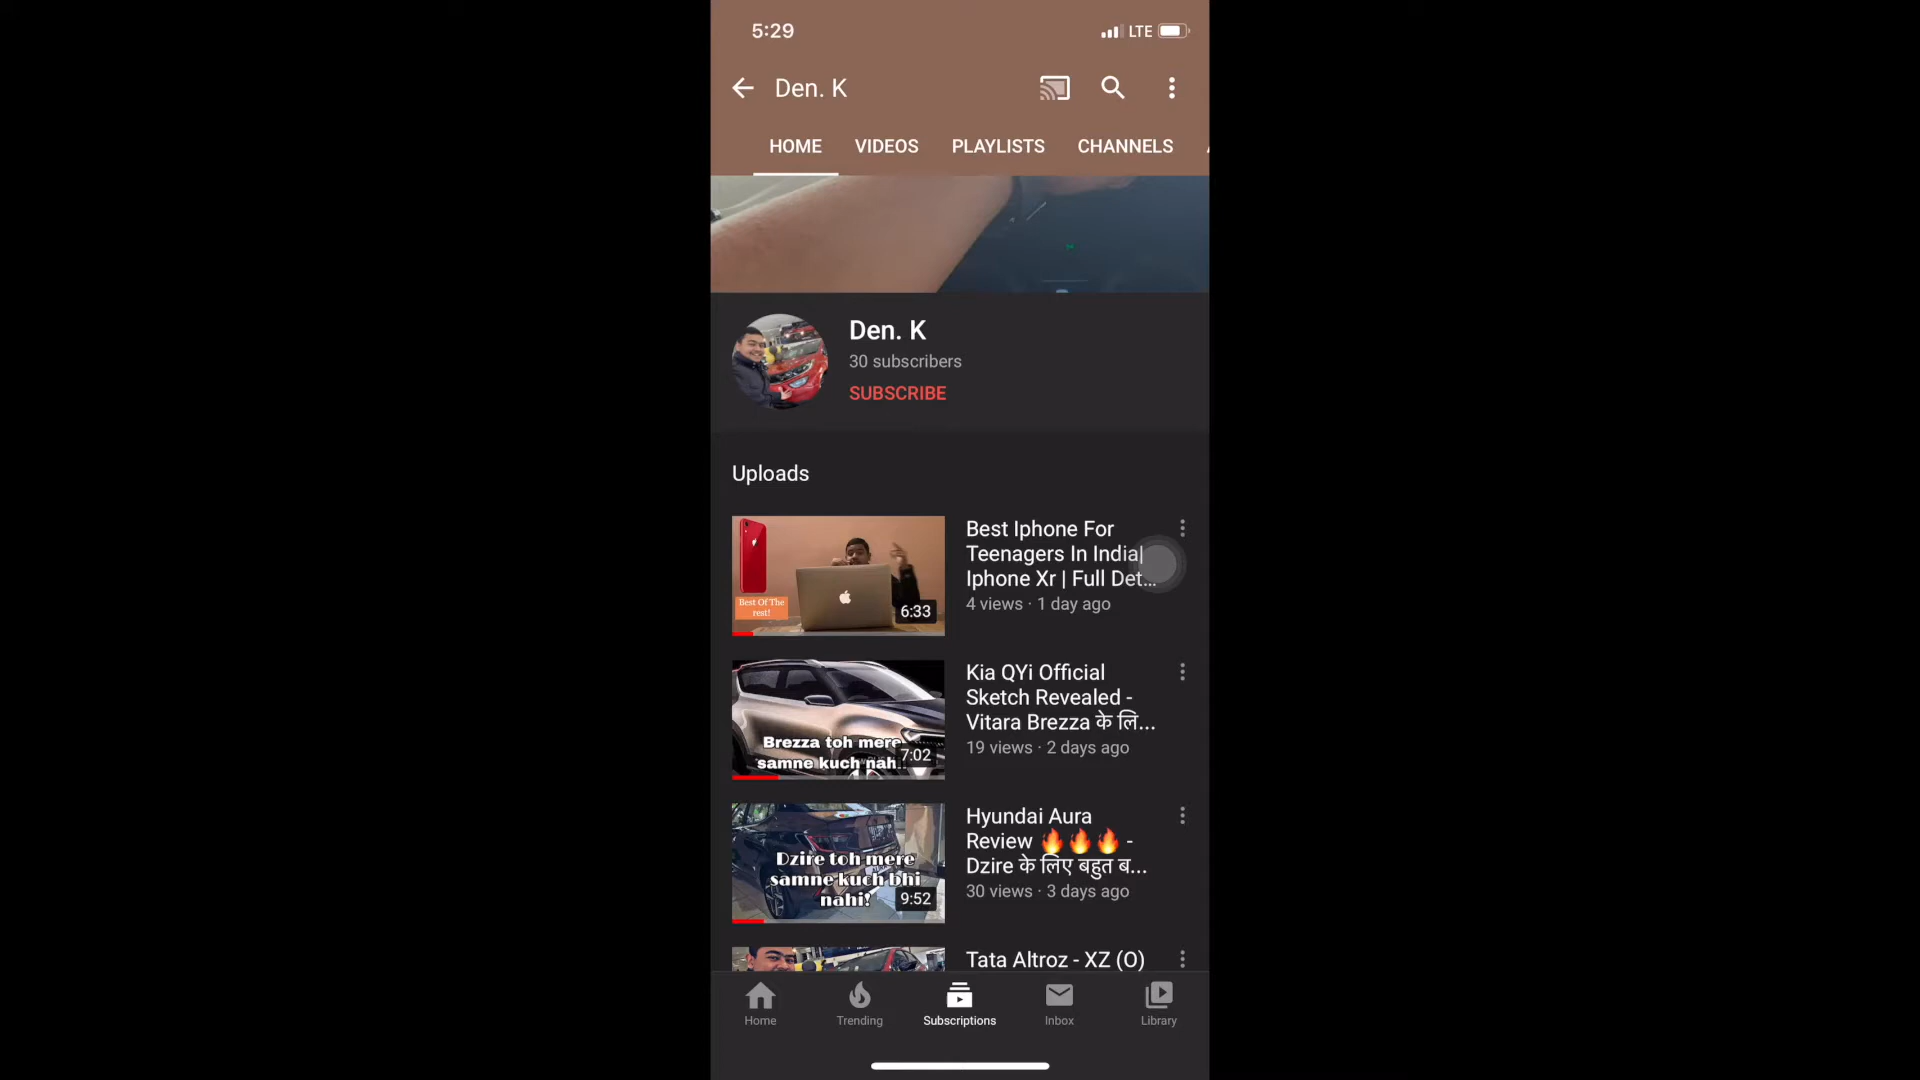 5:29
LTE
Den. K
HOME VIDEOS PLAYLISTS CHANNELS
Den. K
30 subscribers
SUBSCRIBE
Uploads
Best Of The
rest!
6:33
Best Iphone For
Teenagers In India|
Iphone Xr | Full Det...
4 views · 1 day ago
Brezza toh mere
samne kuch nah
7:02
Kia QYi Official
Sketch Revealed -
Vitara Brezza के लि...
19 views · 2 days ago
Dzire toh mere
samne kuch bhi
nahi!
9:52
Hyundai Aura
Review 🔥🔥🔥 -
Dzire के लिए बहुत ब...
30 views · 3 days ago
Tata Altroz - XZ (O)
Home Trending Subscriptions Inbox Library